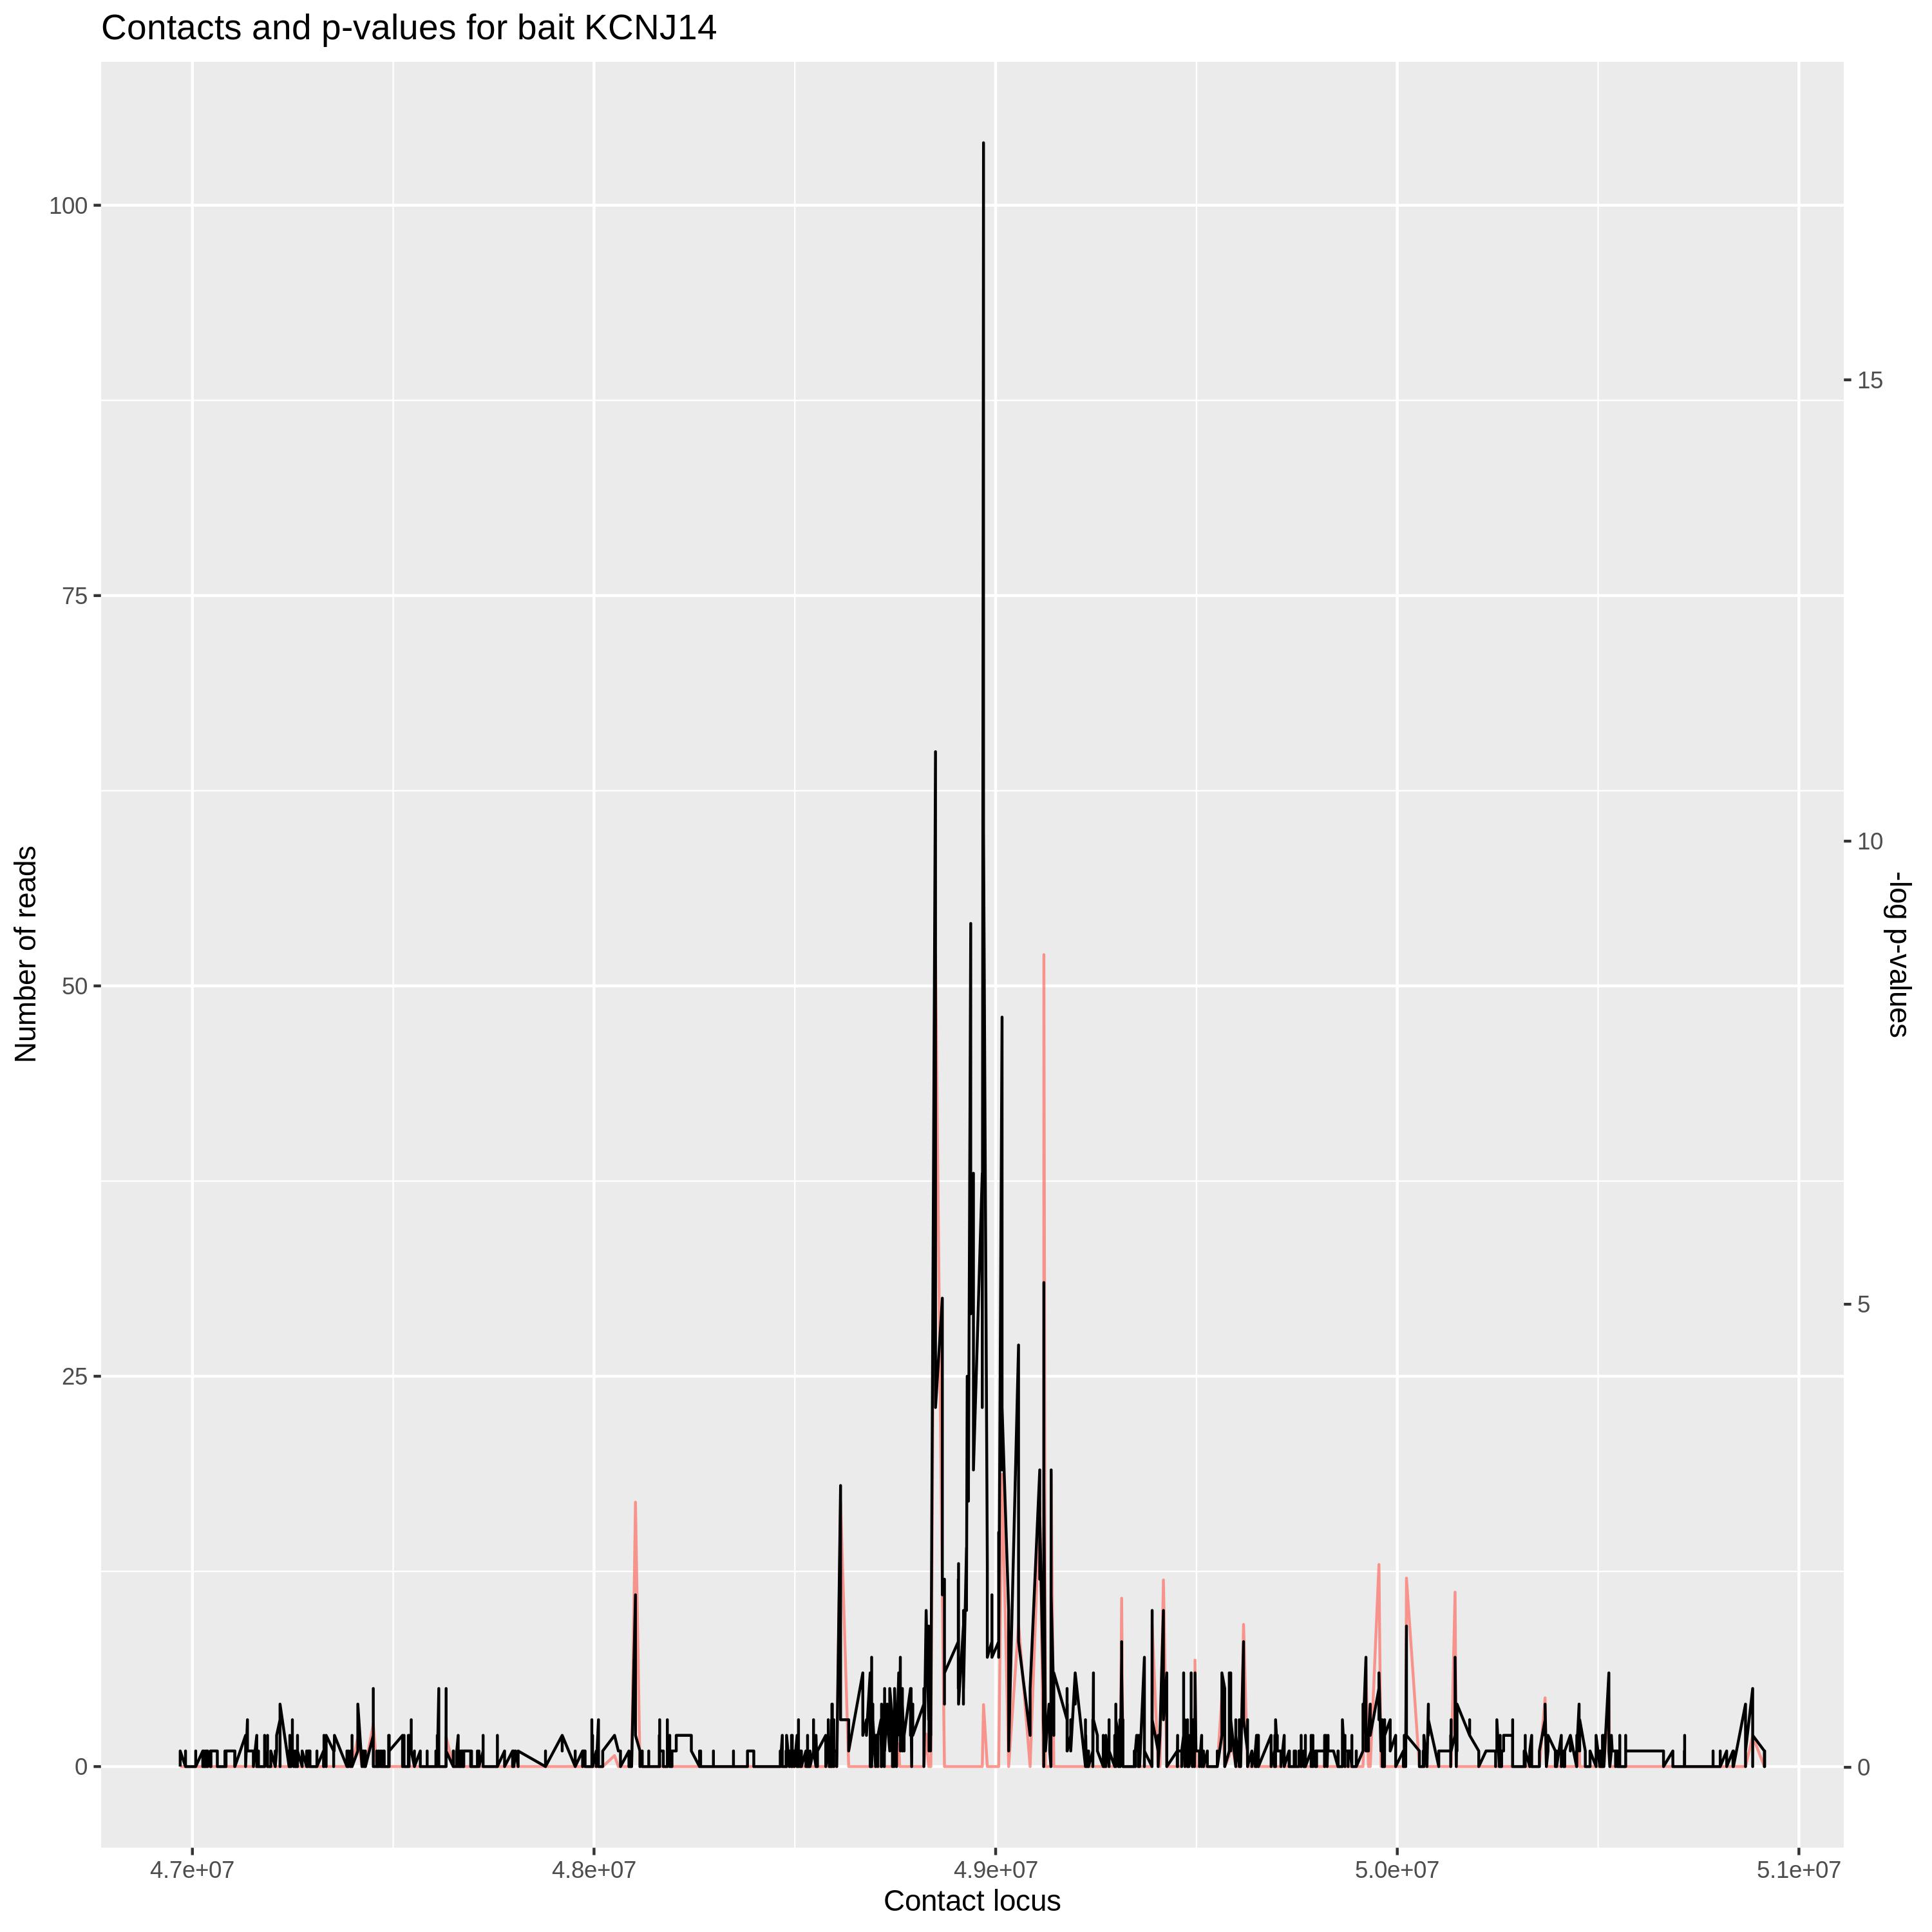 Contacts and p-values for bait KCNJ14
100
75
50
25
0
Number of reads
15
10
5
0
-log p-values
4.7e+07 4.8e+07 4.9e+07 5.0e+07 5.1e+07
Contact locus